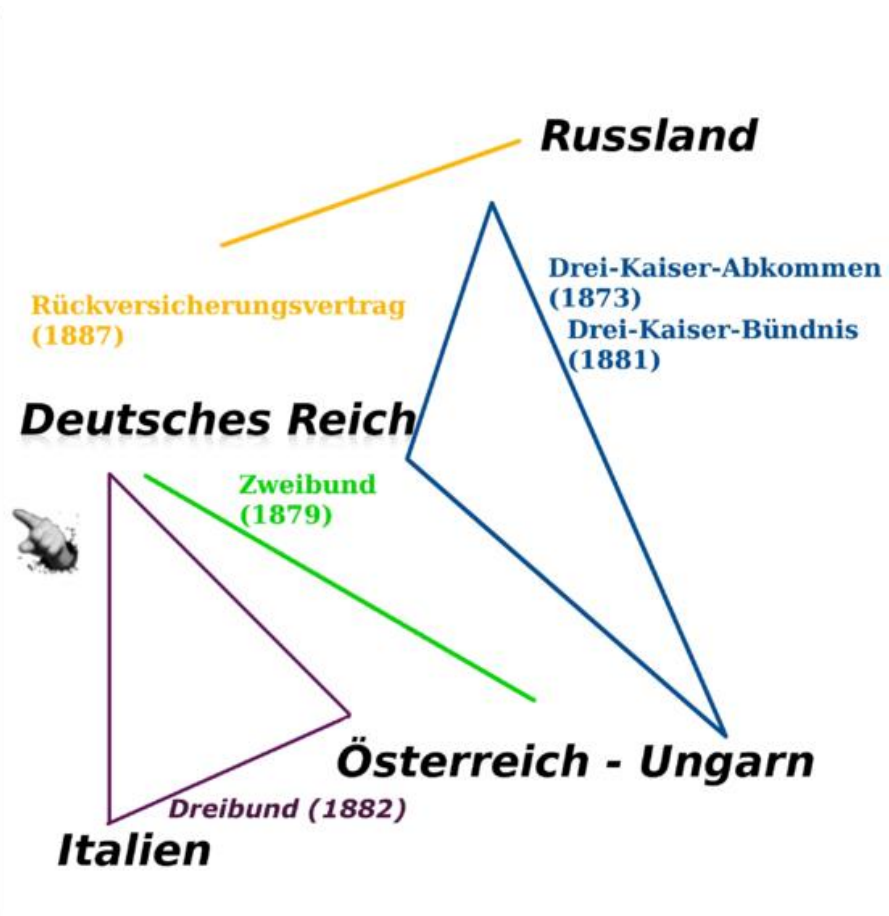 Russland
Drei-Kaiser-Abkommen
(1873)
Drei-Kaiser-Bündnis
(1881)
Rückversicherungsvertrag
(1887)
Deutsches Reich
Zweibund
(1879)
Österreich - Ungarn
Dreibund (1882)
Italien